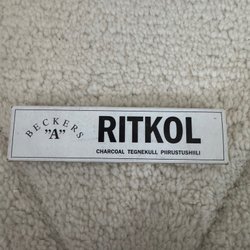 BECKERS
"A"
RITKOL
CHARCOAL TEGNEKULL PIIRUSTUSHIILI